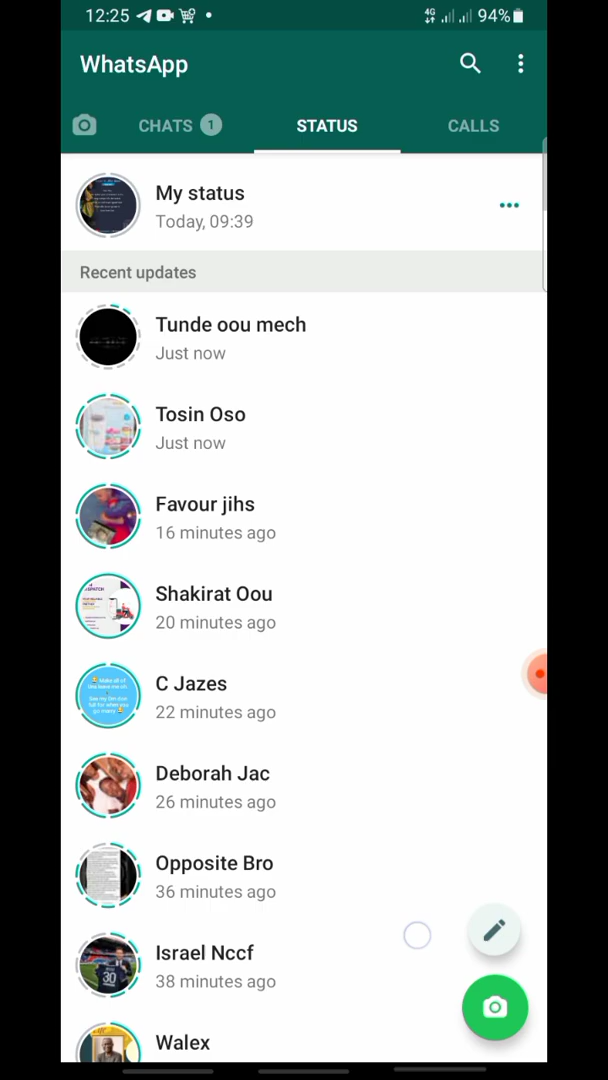 12:25
4G
94%
WhatsApp
CHATS 1
STATUS
CALLS
My status
Today, 09:39
Recent updates
Tunde oou mech
Just now
Tosin Oso
Just now
Favour jihs
16 minutes ago
Shakirat Oou
20 minutes ago
C Jazes
22 minutes ago
Deborah Jac
26 minutes ago
Opposite Bro
36 minutes ago
Israel Nccf
38 minutes ago
30
Walex